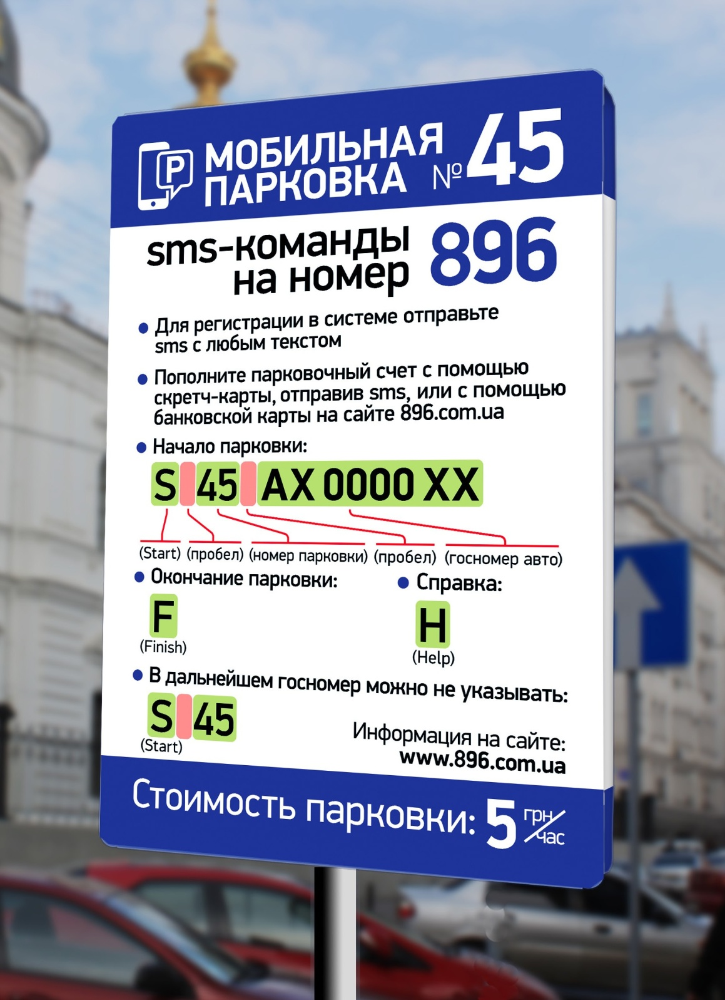 P
МОБИЛЬНАЯ
ПАРКОВКА № 45
sms-команды
на номер 896
Для регистрации в системе отправьте
sms с любым текстом
Пополните парковочный счет с помощью
скретч-карты, отправив sms, или с помощью
банковской карты на сайте 896.com.ua
Начало парковки:
S 45 AX 0000 XX
(Start) (пробел) (номер парковки) (пробел) (госномер авто)
Окончание парковки:
F
(Finish)
Справка:
H
(Help)
В дальнейшем госномер можно не указывать:
S 45
(Start)
Информация на сайте:
www.896.com.ua
Стоимость парковки: 5 грн/час